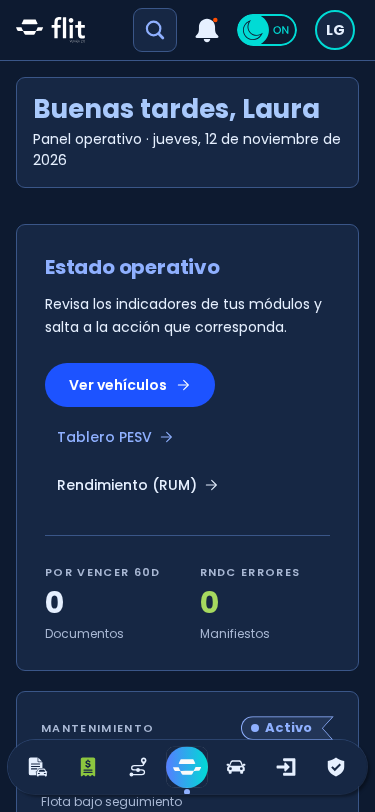 flit
ON
LG
Buenas tardes, Laura
Panel operativo · jueves, 12 de noviembre de
2026
Estado operativo
Revisa los indicadores de tus módulos y
salta a la acción que corresponda.
Ver vehículos →
Tablero PESV →
Rendimiento (RUM) →
POR VENCER 60D
0
Documentos
RNDC ERRORES
0
Manifiestos
MANTENIMIENTO
Activo
Flota bajo seguimiento